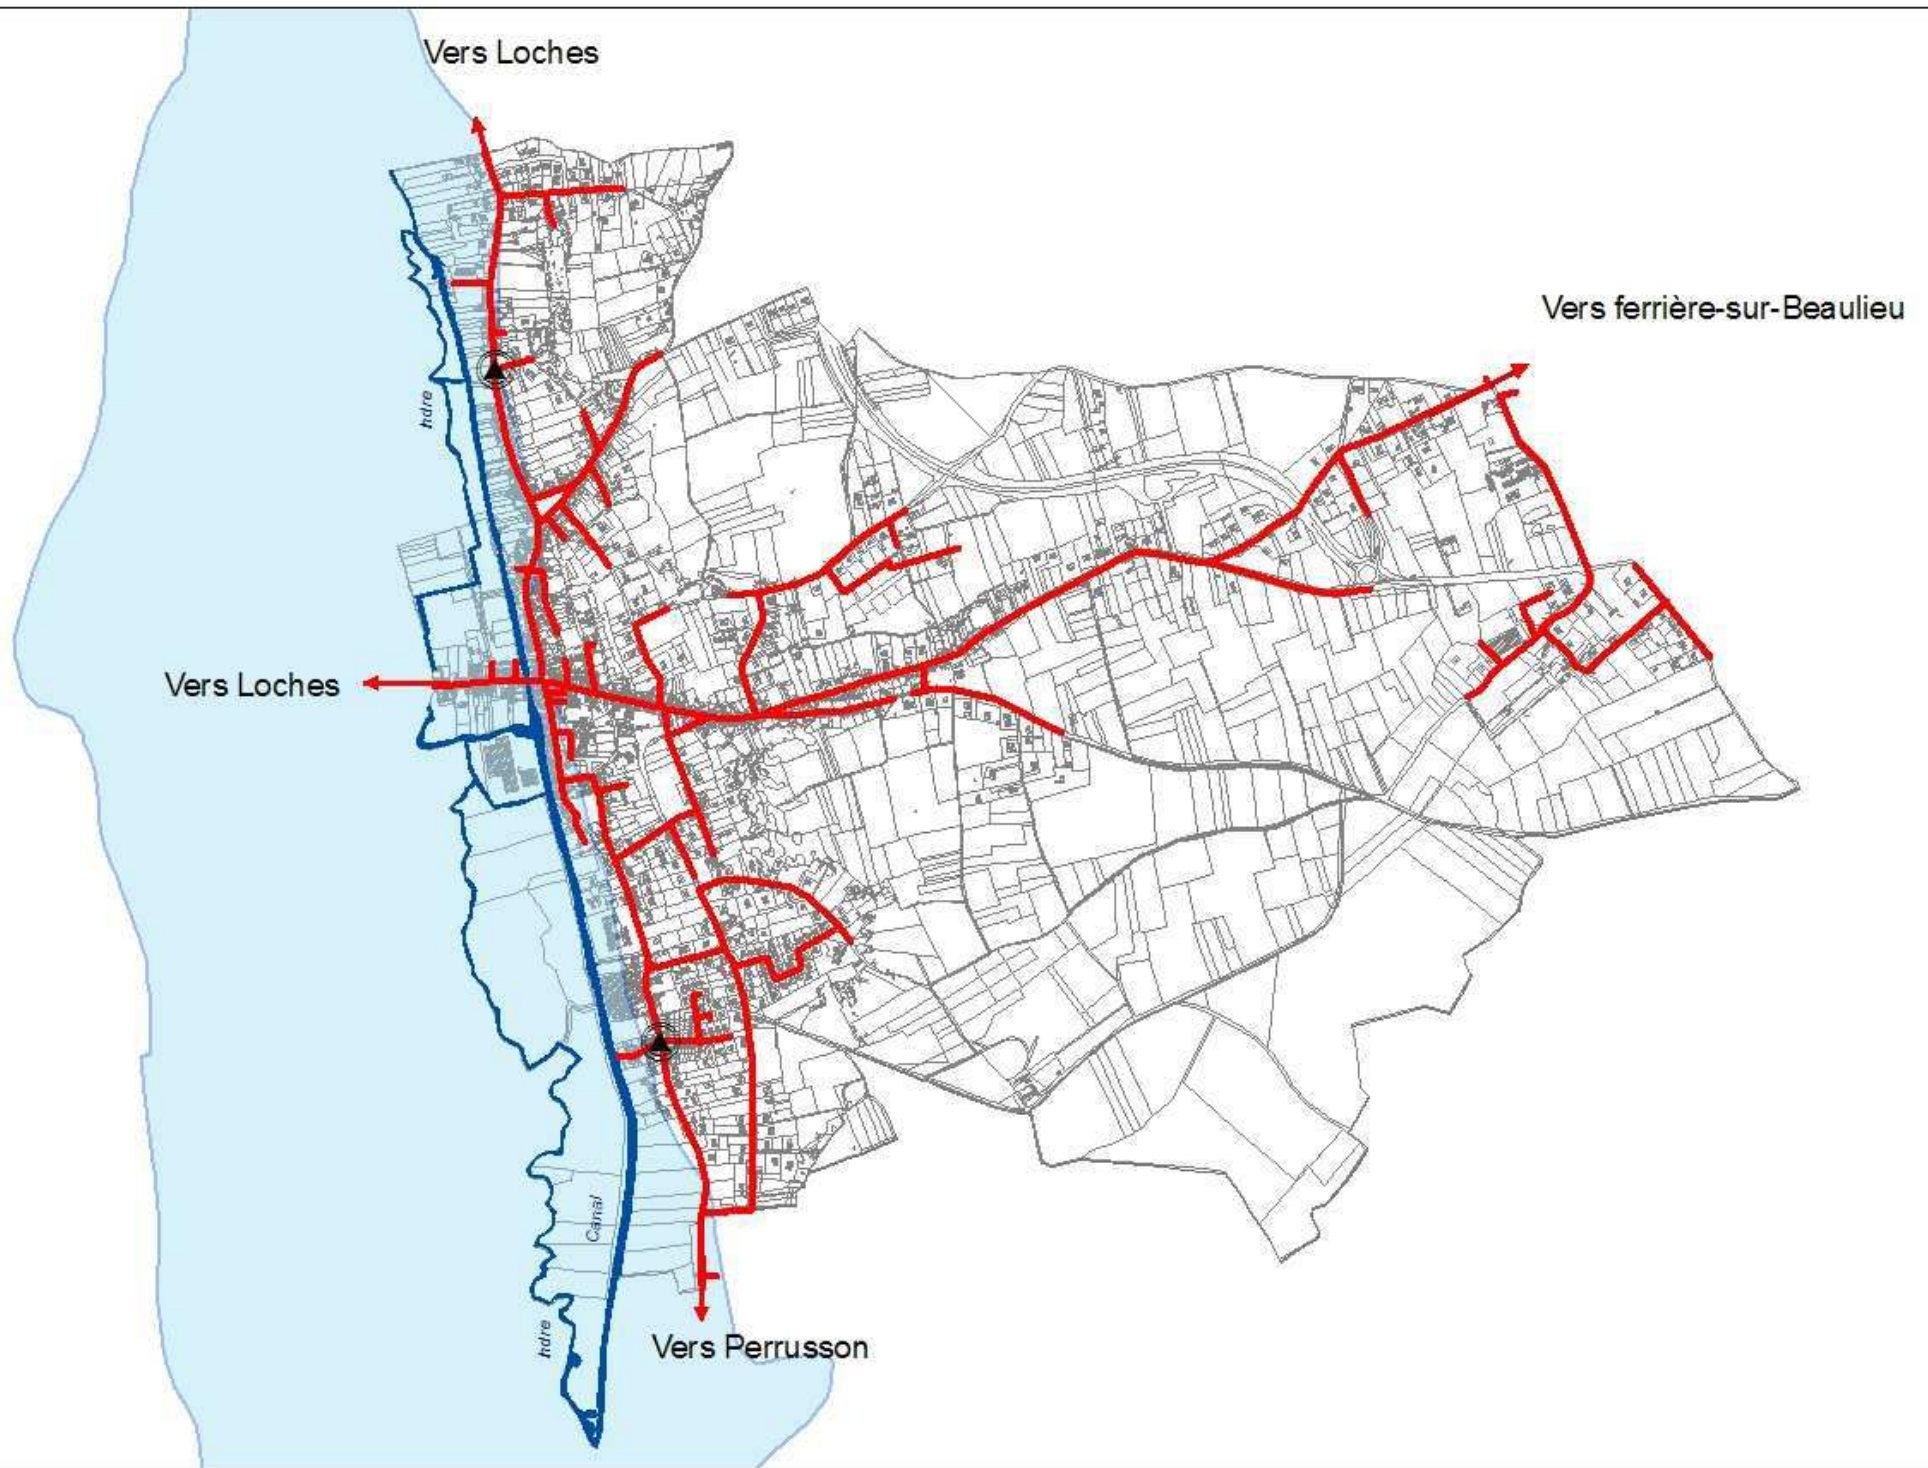 Vers Loches
Vers ferrière-sur-Beaulieu
Indre
Vers Loches
Canal
Indre
Vers Perrusson